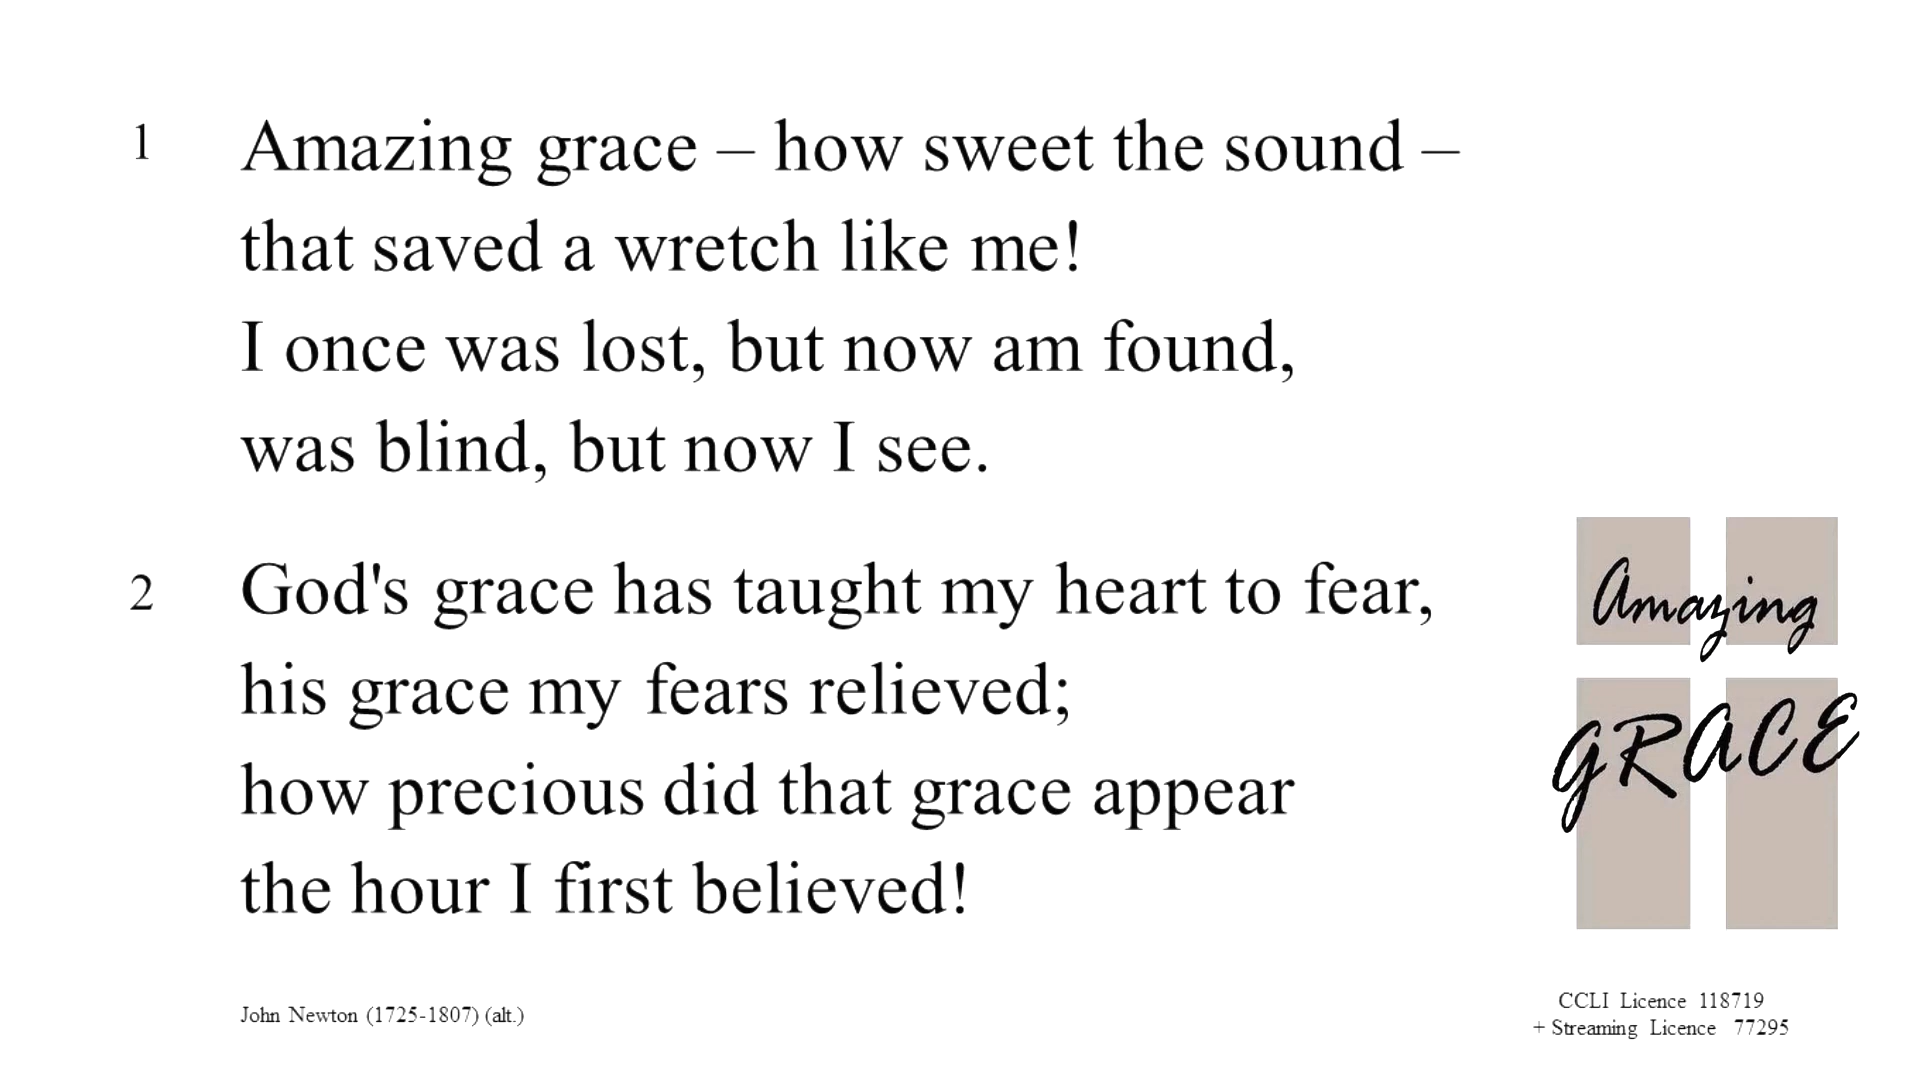 1 Amazing grace – how sweet the sound –
that saved a wretch like me!
I once was lost, but now am found,
was blind, but now I see.
2 God's grace has taught my heart to fear,
his grace my fears relieved;
how precious did that grace appear
the hour I first believed!
Amazing
GRACE
John Newton (1725-1807) (alt.)
CCLI Licence 118719
+ Streaming Licence 77295